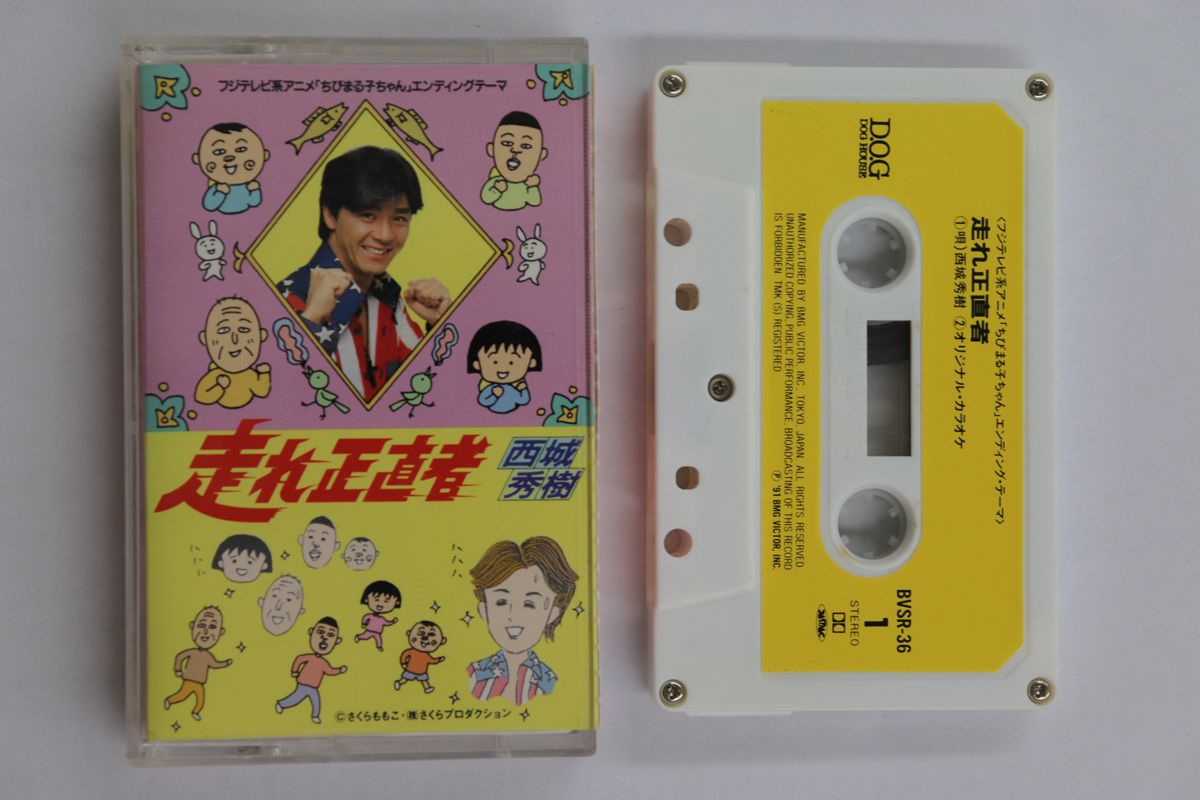 フジテレビ系アニメ「ちびまる子ちゃん」エンディングテーマ
走れ正直者
西城
秀樹
ハハハ
ハハハ
©さくらももこ・㈱さくらプロダクション
D.O.G
DOG HOUSE
〈フジテレビ系アニメ「ちびまる子ちゃん」エンディング・テーマ〉
走れ正直者
①唄)西城秀樹 ②オリジナル・カラオケ
MANUFACTURED BY BMG VICTOR, INC., TOKYO, JAPAN. ALL RIGHTS RESERVED
UNAUTHORIZED COPYING, PUBLIC PERFORMANCE, BROADCASTING OF THIS RECORD
IS FORBIDDEN. TMK (S) REGISTERED.
Ⓟ '91 BMG VICTOR, INC.
BVSR-36
1
STEREO
100 50 0